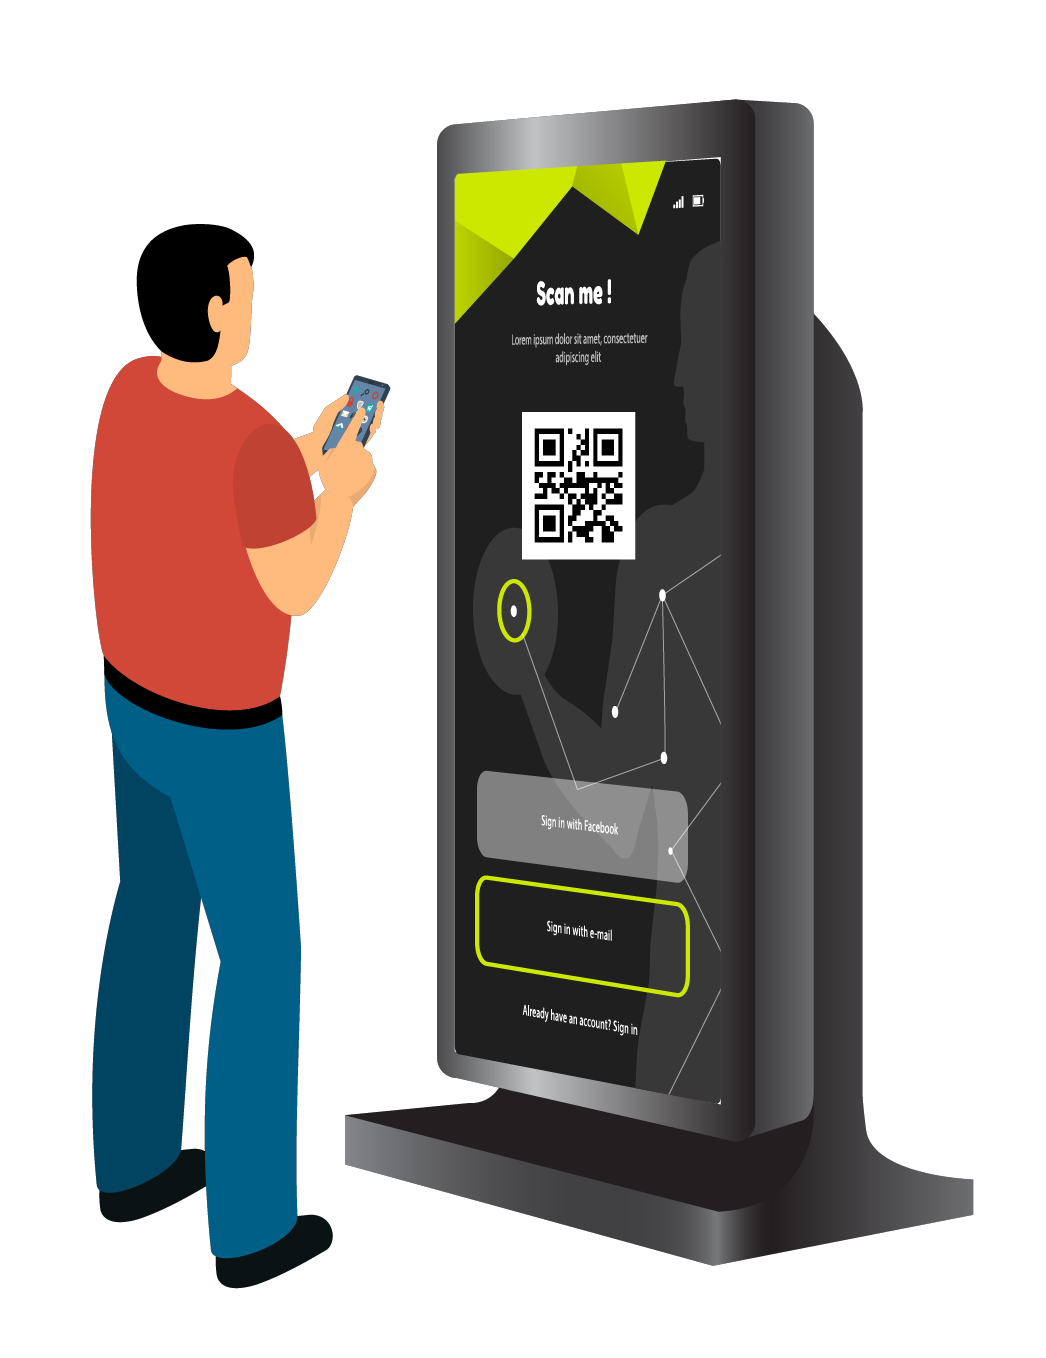 Scan me !
Lorem ipsum dolor sit amet, consectetuer
adipiscing elit
Sign in with Facebook
Sign in with e-mail
Already have an account? Sign in